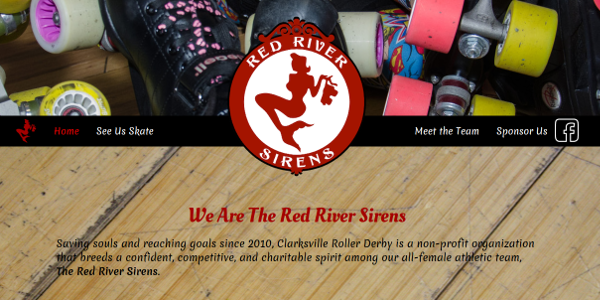 RED RIVER
SIRENS
Home See Us Skate Meet the Team Sponsor Us
We Are The Red River Sirens
Saving souls and reaching goals since 2010, Clarksville Roller Derby is a non-profit organization
that breeds a confident, competitive, and charitable spirit among our all-female athletic team,
The Red River Sirens.